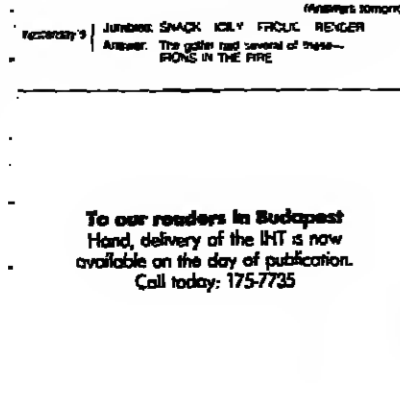 (Answers tomorrow
Yesterday's | Jumbles: SNACK ICILY FROLIC RENDER
Answer: The golfer had several of these—
IRONS IN THE FIRE
To our readers in Budapest
Hand, delivery of the IHT is now
available on the day of publication.
Call today: 175-7735